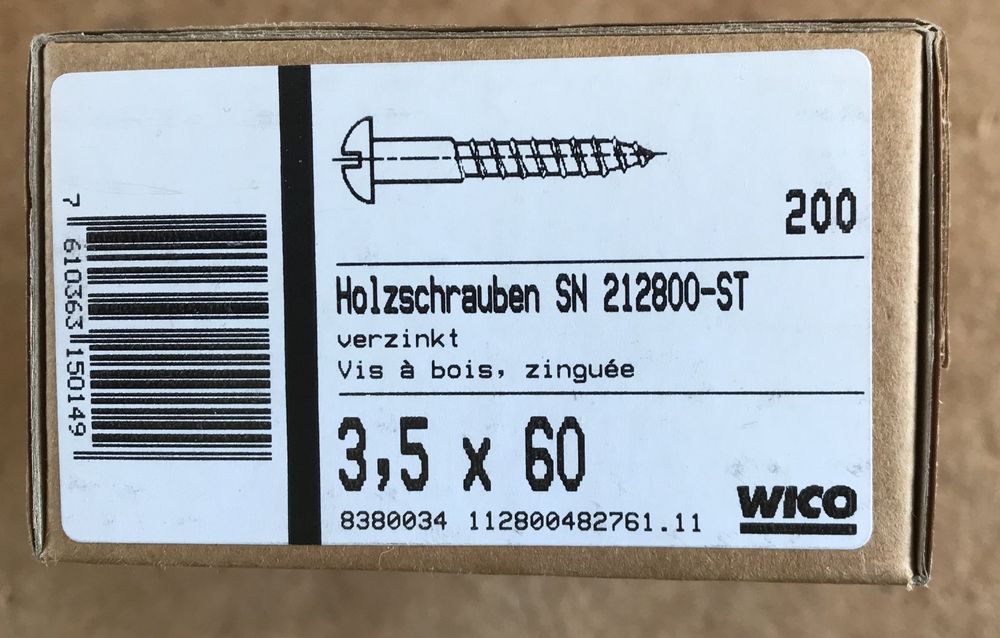 7 610363 150149
200
Holzschrauben SN 212800-ST
verzinkt
Vis à bois, zinguée
3,5 x 60
8380034 112800482761.11
WICO